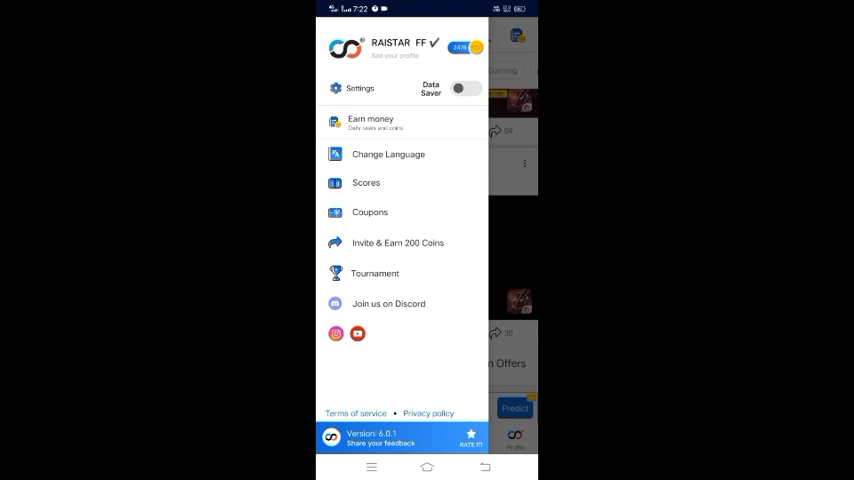 7:22
RAISTAR FF ✔
2478
See your profile
Settings
Data
Saver
Gaming
Earn money
Daily tasks and coins
59
Change Language
Scores
Coupons
Invite & Earn 200 Coins
Tournament
Join us on Discord
30
n Offers
Predict
Terms of service • Privacy policy
Version: 6.0.1
Share your feedback
RATE IT!
Profile